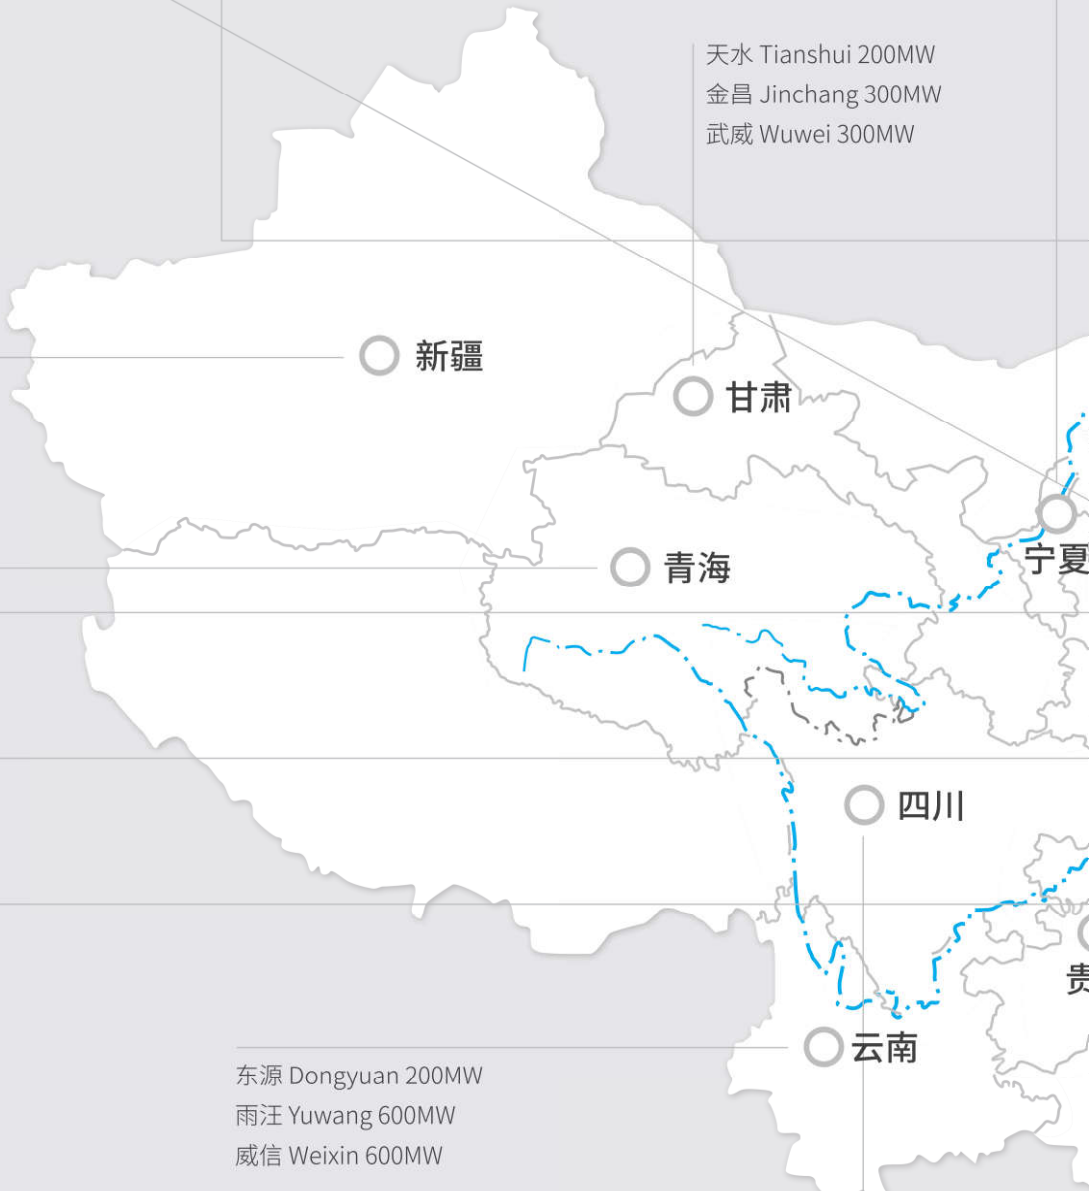 天水 Tianshui 200MW
金昌 Jinchang 300MW
武威 Wuwei 300MW
新疆
甘肃
宁夏
青海
四川
贵
云南
东源 Dongyuan 200MW
雨汪 Yuwang 600MW
威信 Weixin 600MW